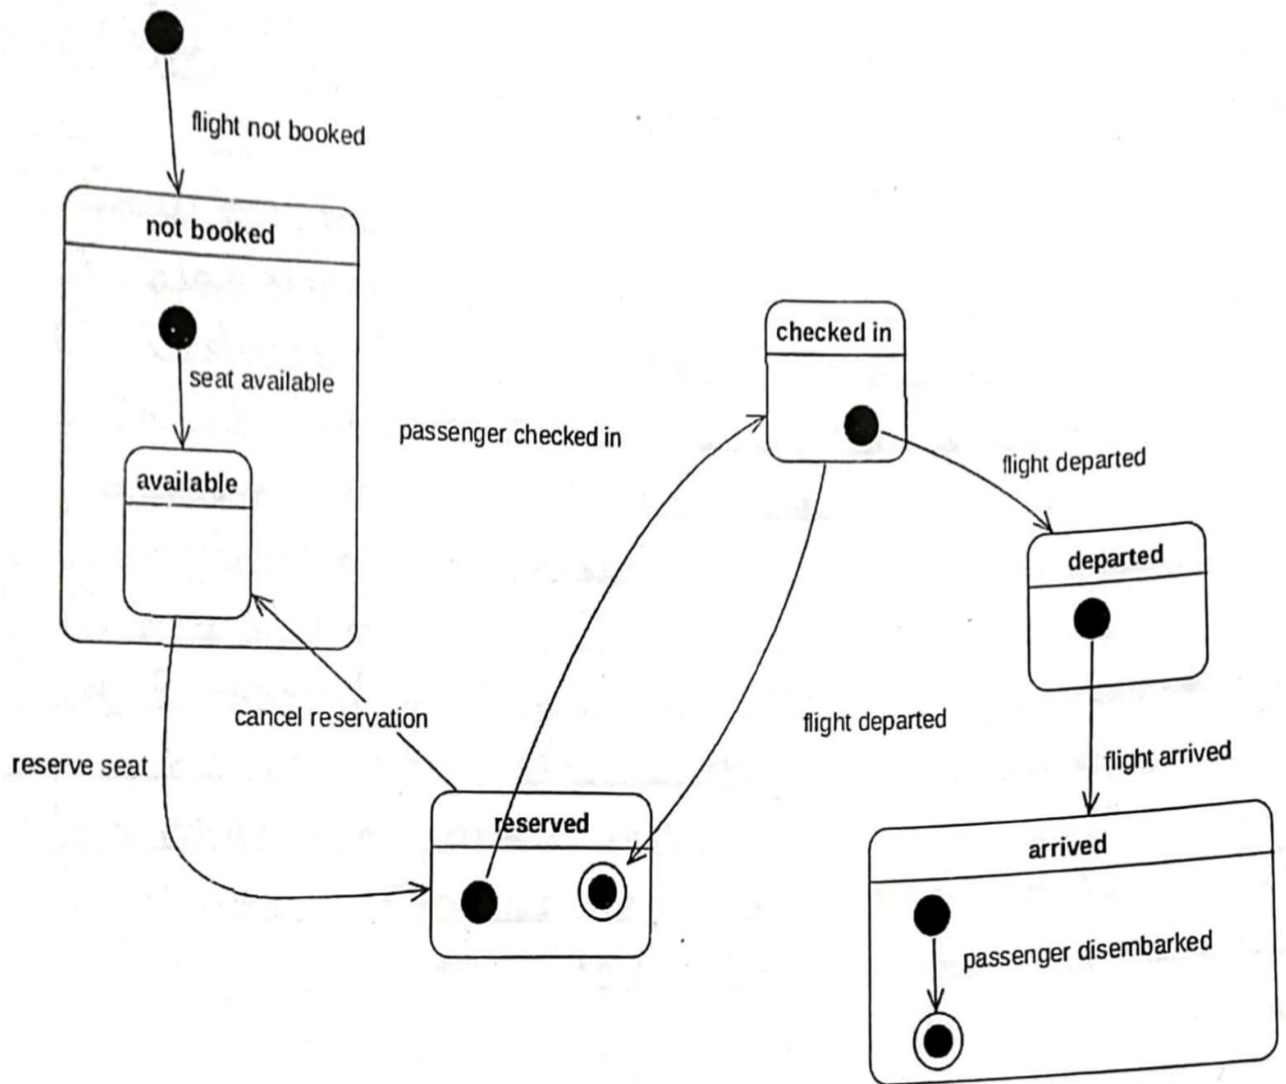 flight not booked
not booked
seat available
available
passenger checked in
checked in
flight departed
departed
cancel reservation
reserve seat
flight departed
flight arrived
reserved
arrived
passenger disembarked